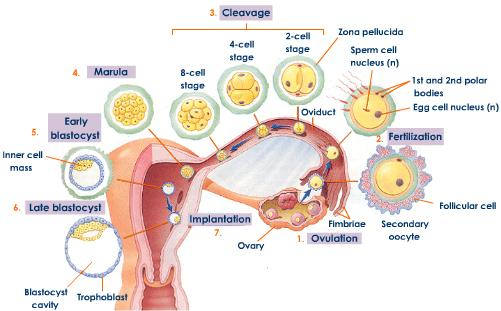 3. Cleavage
Zona pellucida
2-cell
stage
4-cell
stage
8-cell
stage
Sperm cell
nucleus (n)
4. Marula
1st and 2nd polar
bodies
Egg cell nucleus (n)
Oviduct
5. Early
blastocyst
2. Fertilization
Inner cell
mass
6. Late blastocyst
Implantation
7.
Follicular cell
Fimbriae
Secondary
oocyte
1. Ovulation
Ovary
Blastocyst
cavity
Trophoblast